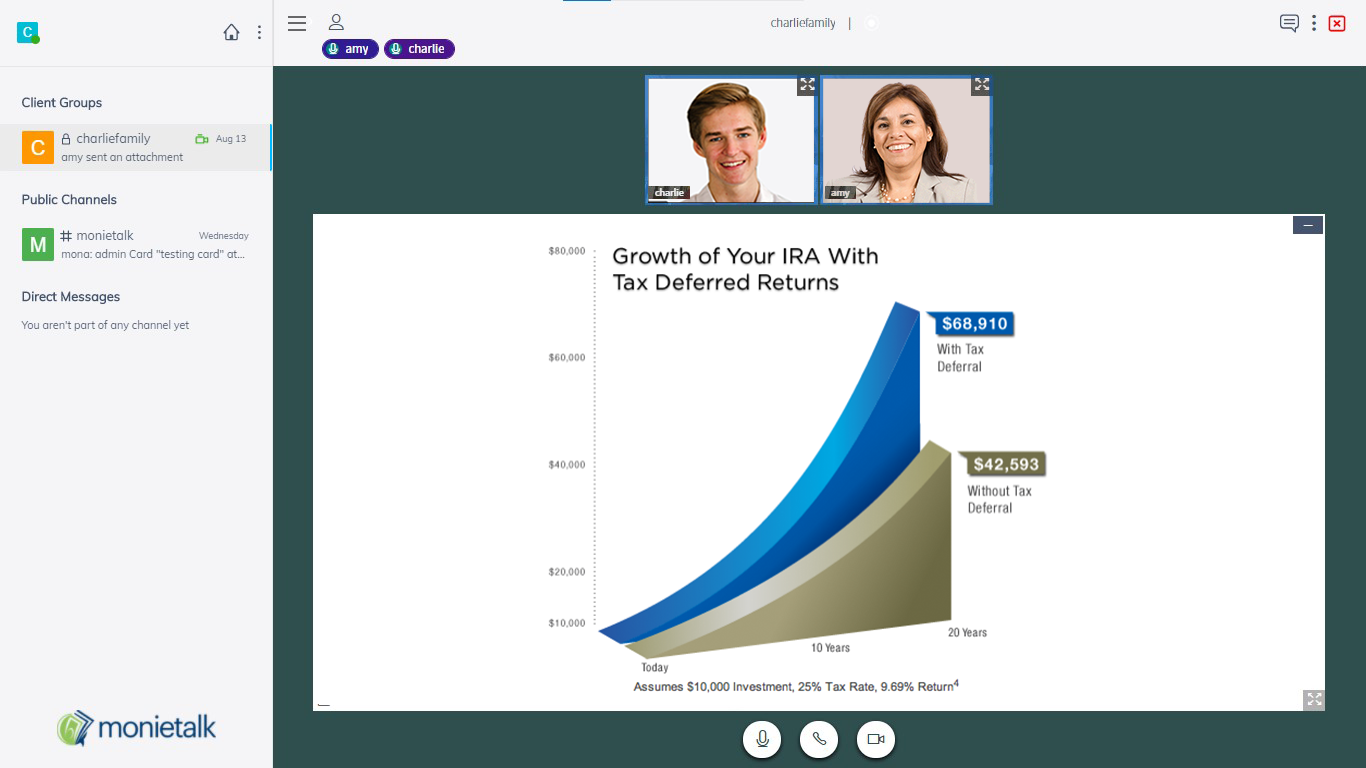 C
charliefamily |
amy charlie
Client Groups
C
charliefamily Aug 13
amy sent an attachment
Public Channels
M
# monietalk Wednesday
mona: admin Card "testing card" at...
Direct Messages
You aren't part of any channel yet
monietalk
charlie
amy
Growth of Your IRA With
Tax Deferred Returns
$80,000
$60,000
$40,000
$20,000
$10,000
$68,910
With Tax
Deferral
$42,593
Without Tax
Deferral
Today
10 Years
20 Years
Assumes $10,000 Investment, 25% Tax Rate, 9.69% Return4